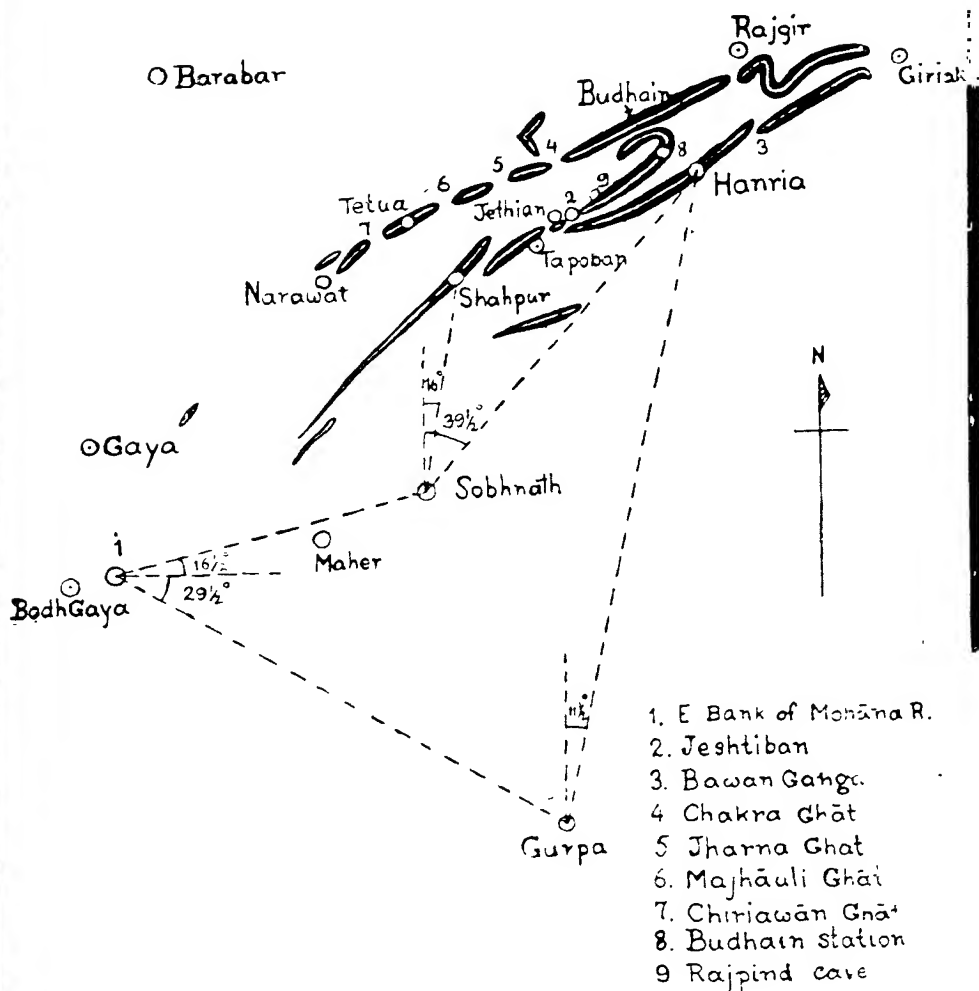 Rajgir
Barabar
Giriak
Budhain
4
8
3
5
6
9
2
Hanria
Tetua
Jethian
7
Tapoban
Narawat
Shahpur
N
39½°
Gaya
Sobhnath
1
Maher
16½°
29½°
BodhGaya
11½°
Gurpa
1. E Bank of Mohāna R.
2. Jeshtiban
3. Bawan Ganga
4 Chakra Ghāt
5 Jharna Ghat
6. Majhāuli Ghāt
7. Chiriawān Ghāt
8. Budhain station
9 Rajpind cave